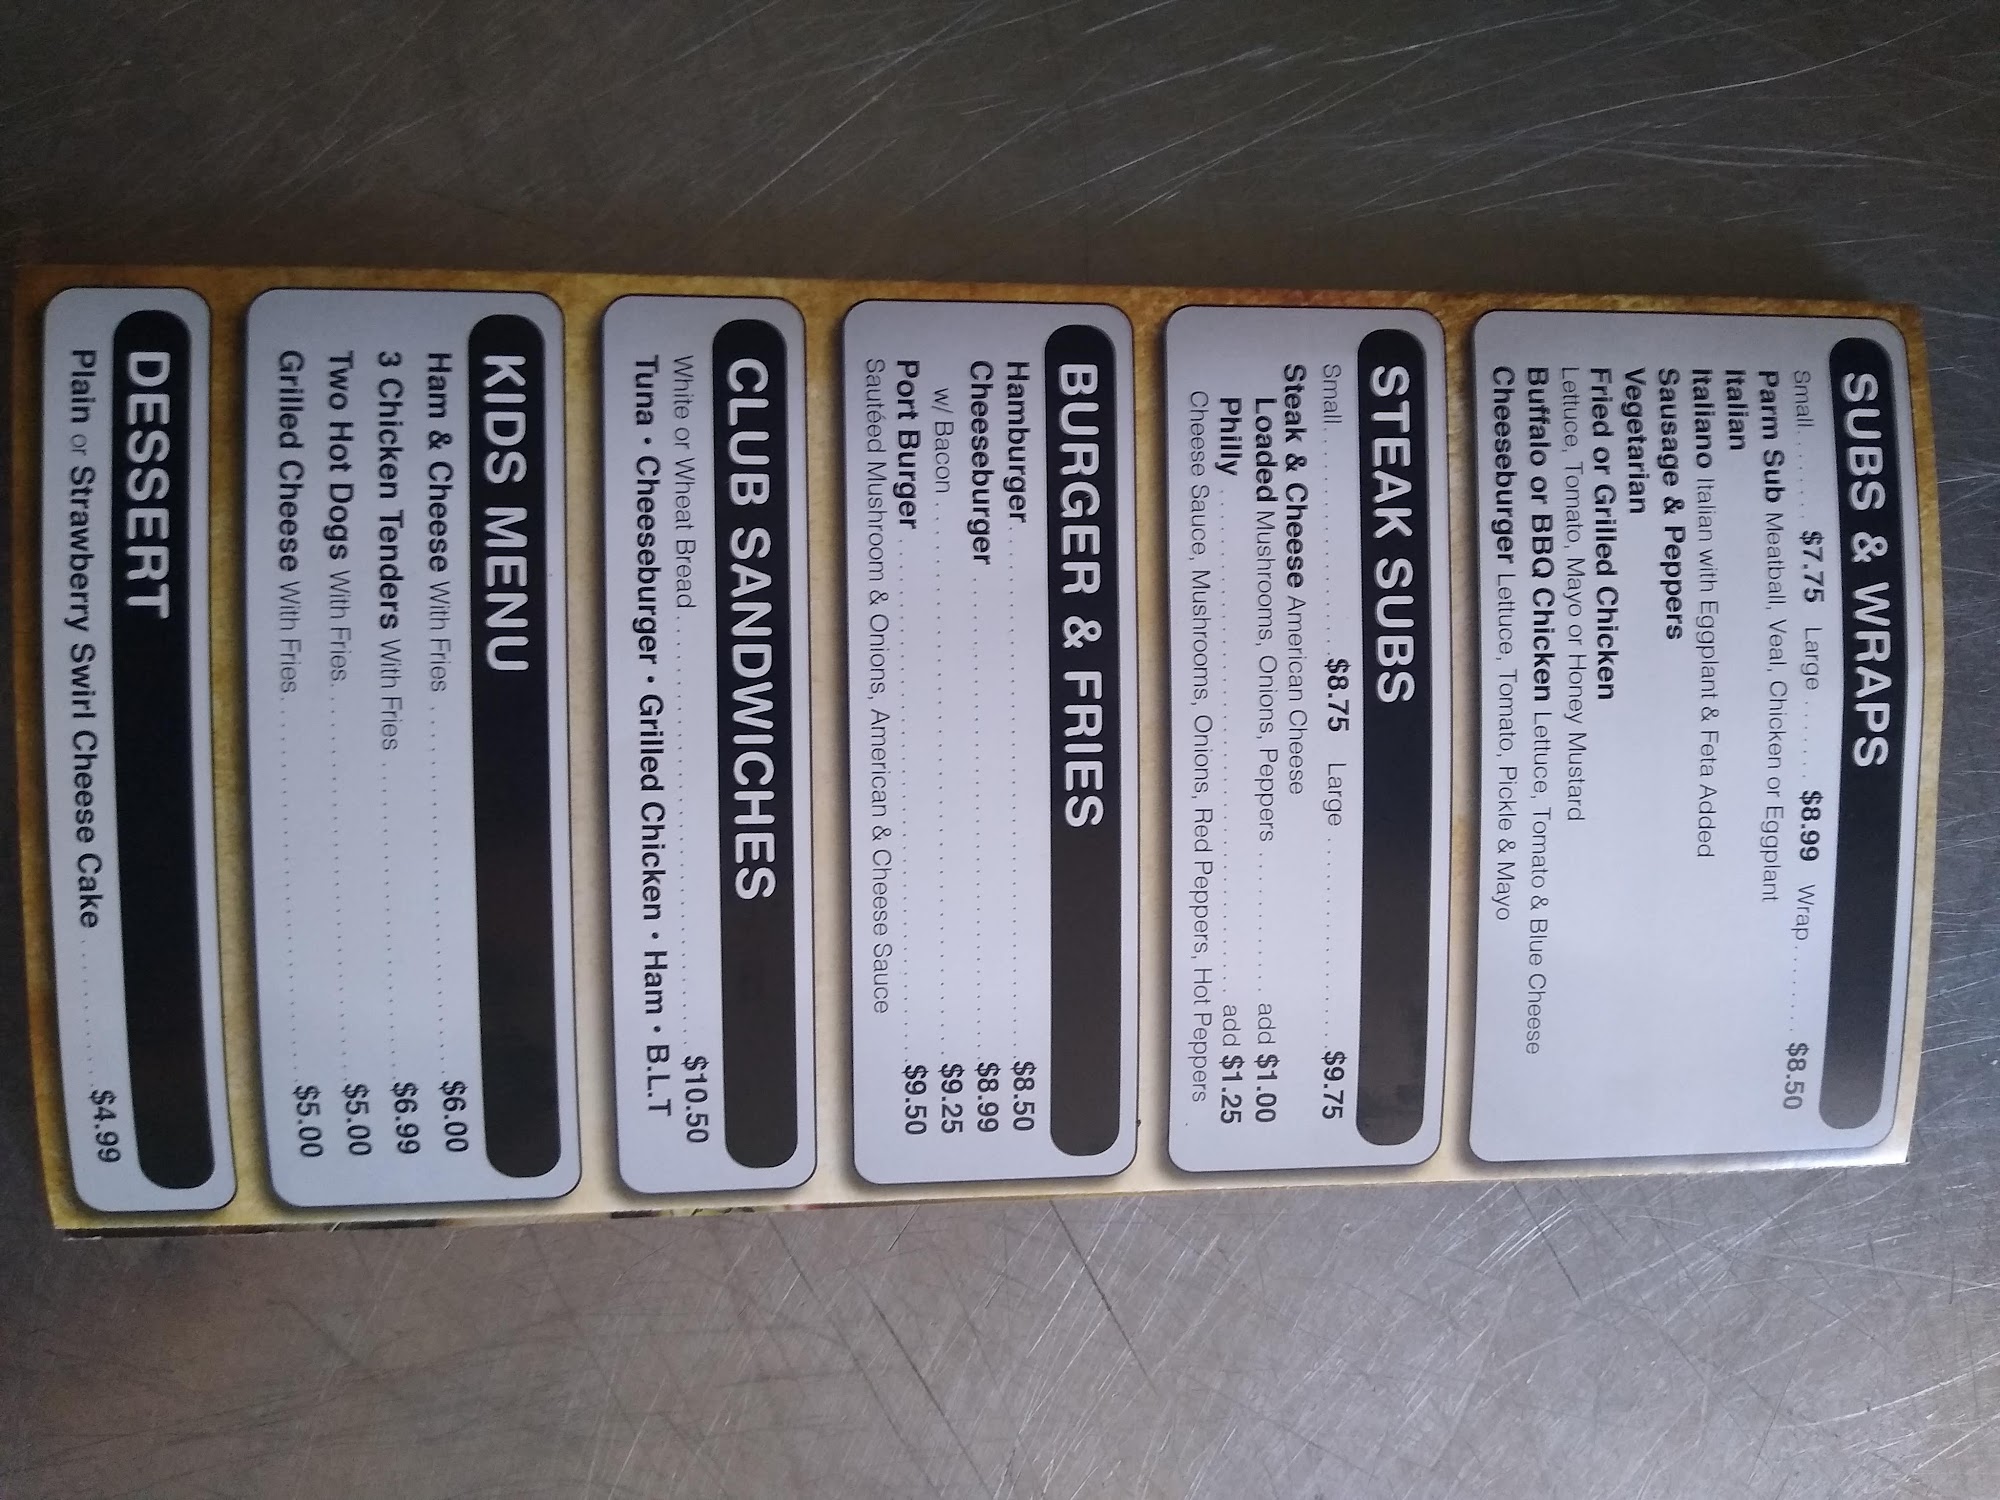 SUBS & WRAPS
Small . . . . . . . $7.75 Large . . . . . . . $8.99 Wrap . . . . . . . . $8.50
Parm Sub Meatball, Veal, Chicken or Eggplant
Italian
Italiano Italian with Eggplant & Feta Added
Sausage & Peppers
Vegetarian
Fried or Grilled Chicken
Lettuce, Tomato, Mayo or Honey Mustard
Buffalo or BBQ Chicken Lettuce, Tomato & Blue Cheese
Cheeseburger Lettuce, Tomato, Pickle & Mayo
STEAK SUBS
Small . . . . . . . . . . . . . . . . $8.75 Large . . . . . . . . . . . . . . . $9.75
Steak & Cheese American Cheese
Loaded Mushrooms, Onions, Peppers . . . . . . . . . . add $1.00
Philly . . . . . . . . . . . . . . . . . . . . . . . . . . . . . . . . . . . add $1.25
Cheese Sauce, Mushrooms, Onions, Red Peppers, Hot Peppers
BURGER & FRIES
Hamburger . . . . . . . . . . . . . . . . . . . . . . . . . . . . . . . . . . . $8.50
Cheeseburger . . . . . . . . . . . . . . . . . . . . . . . . . . . . . . . . $8.99
w/ Bacon . . . . . . . . . . . . . . . . . . . . . . . . . . . . . . . . . . . $9.25
Port Burger . . . . . . . . . . . . . . . . . . . . . . . . . . . . . . . . . . $9.50
Sautéed Mushroom & Onions, American & Cheese Sauce
CLUB SANDWICHES
White or Wheat Bread . . . . . . . . . . . . . . . . . . . . . . . . . . . . $10.50
Tuna • Cheeseburger • Grilled Chicken • Ham • B.L.T
KIDS MENU
Ham & Cheese With Fries . . . . . . . . . . . . . . . . . . . . . . . . $6.00
3 Chicken Tenders With Fries . . . . . . . . . . . . . . . . . . . . . $6.99
Two Hot Dogs With Fries . . . . . . . . . . . . . . . . . . . . . . . . . $5.00
Grilled Cheese With Fries . . . . . . . . . . . . . . . . . . . . . . . . $5.00
DESSERT
Plain or Strawberry Swirl Cheese Cake . . . . . . . . . . $4.99